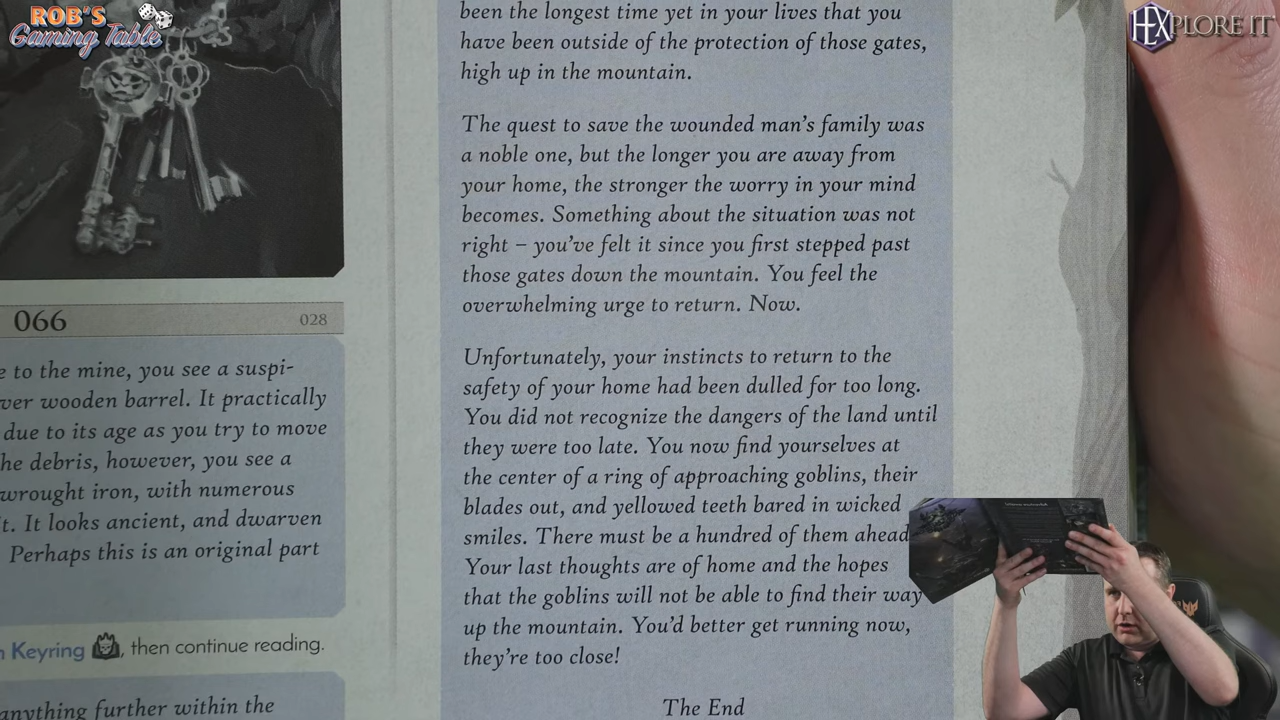 ROB'S
Gaming Table
HEXPLORE IT
066
028
e to the mine, you see a suspi-
ver wooden barrel. It practically
due to its age as you try to move
he debris, however, you see a
wrought iron, with numerous
t. It looks ancient, and dwarven
Perhaps this is an original part
n Keyring , then continue reading.
anything further within the
been the longest time yet in your lives that you
have been outside of the protection of those gates,
high up in the mountain.
The quest to save the wounded man's family was
a noble one, but the longer you are away from
your home, the stronger the worry in your mind
becomes. Something about the situation was not
right – you've felt it since you first stepped past
those gates down the mountain. You feel the
overwhelming urge to return. Now.
Unfortunately, your instincts to return to the
safety of your home had been dulled for too long.
You did not recognize the dangers of the land until
they were too late. You now find yourselves at
the center of a ring of approaching goblins, their
blades out, and yellowed teeth bared in wicked
smiles. There must be a hundred of them ahead
Your last thoughts are of home and the hopes
that the goblins will not be able to find their way
up the mountain. You'd better get running now,
they're too close!
The End